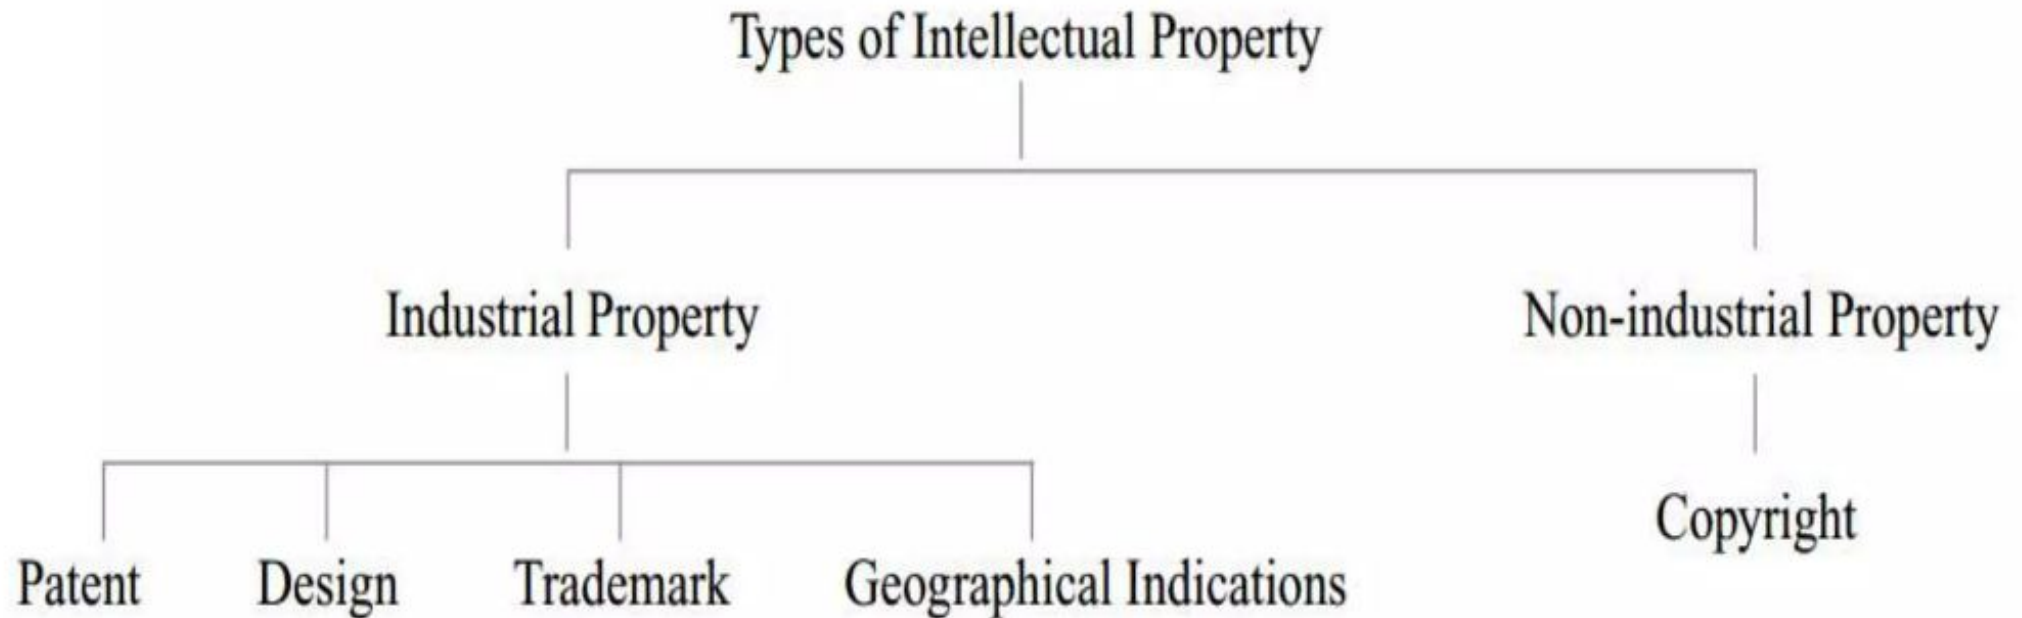 Types of Intellectual Property
Industrial Property
Non-industrial Property
Copyright
Patent
Design
Trademark
Geographical Indications